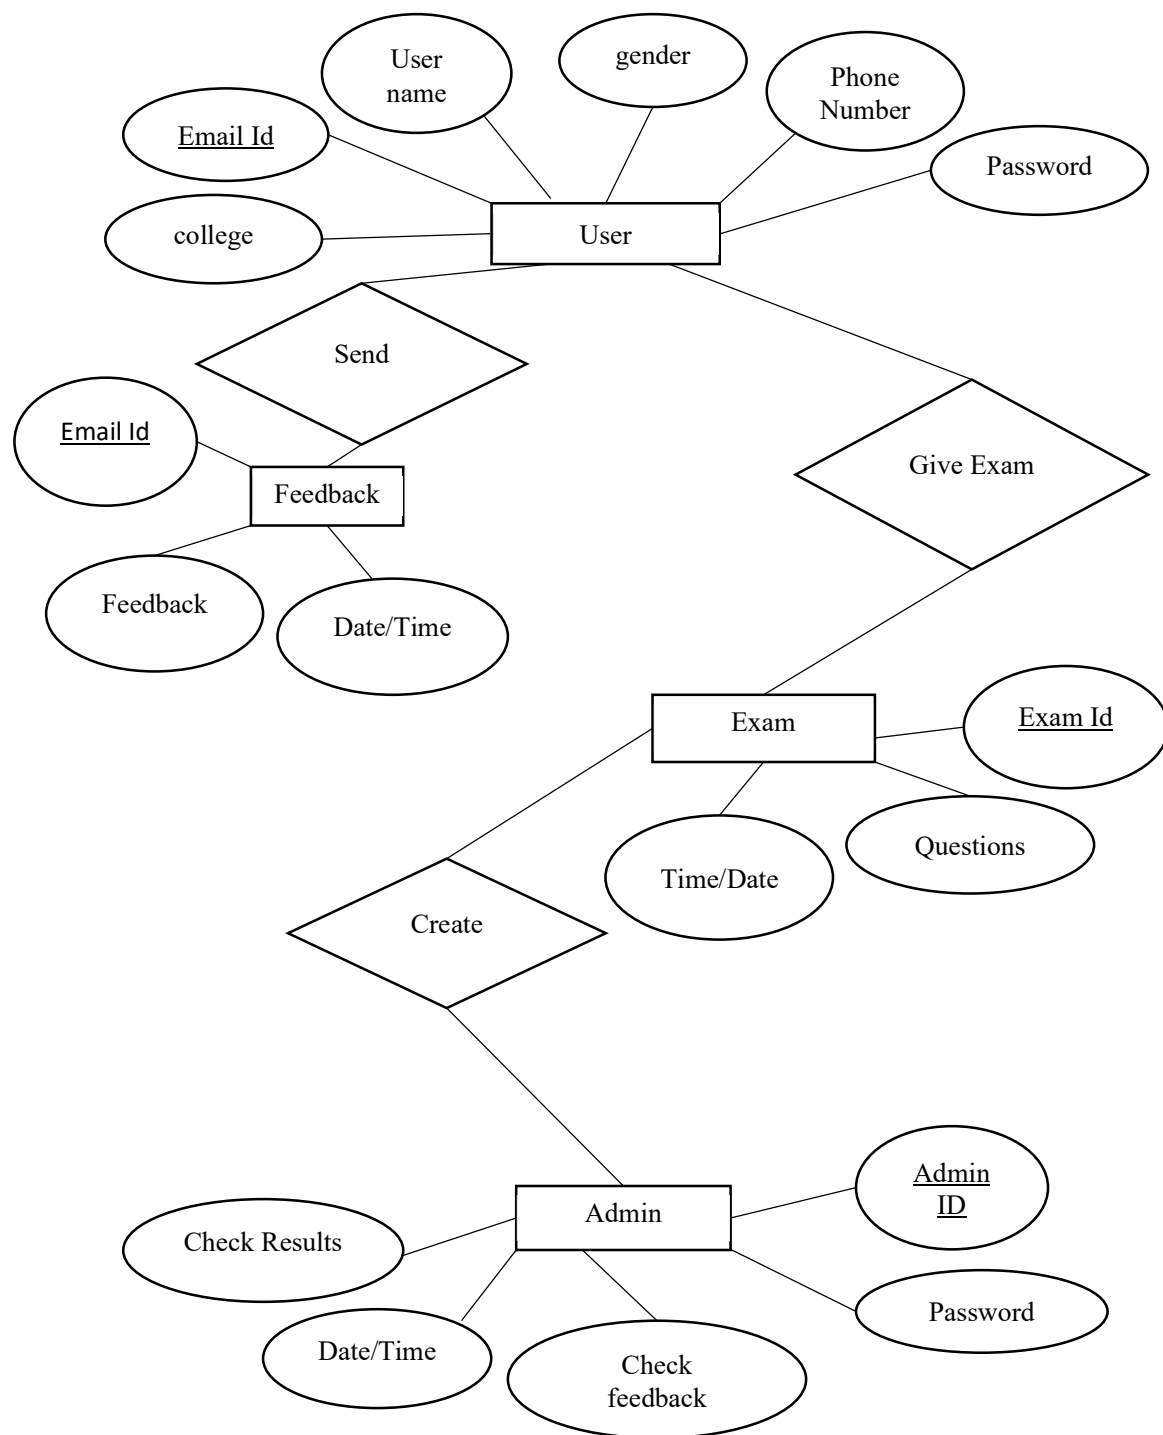 User
name
gender
Phone
Number
Email Id
Password
college
User
Send
Email Id
Give Exam
Feedback
Feedback
Date/Time
Exam
Exam Id
Questions
Time/Date
Create
Admin
ID
Admin
Check Results
Password
Date/Time
Check
feedback